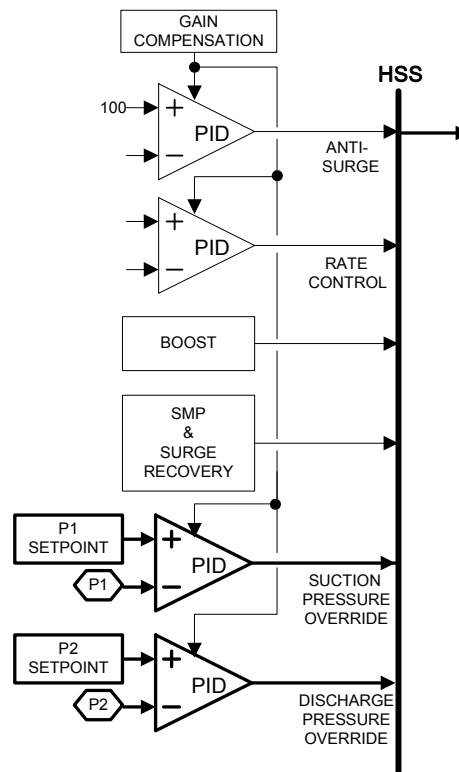 GAIN
COMPENSATION
HSS
100
+
PID
−
ANTI-
SURGE
+
PID
−
RATE
CONTROL
BOOST
SMP
&
SURGE
RECOVERY
P1
SETPOINT
+
PID
P1
−
SUCTION
PRESSURE
OVERRIDE
P2
SETPOINT
+
PID
P2
−
DISCHARGE
PRESSURE
OVERRIDE